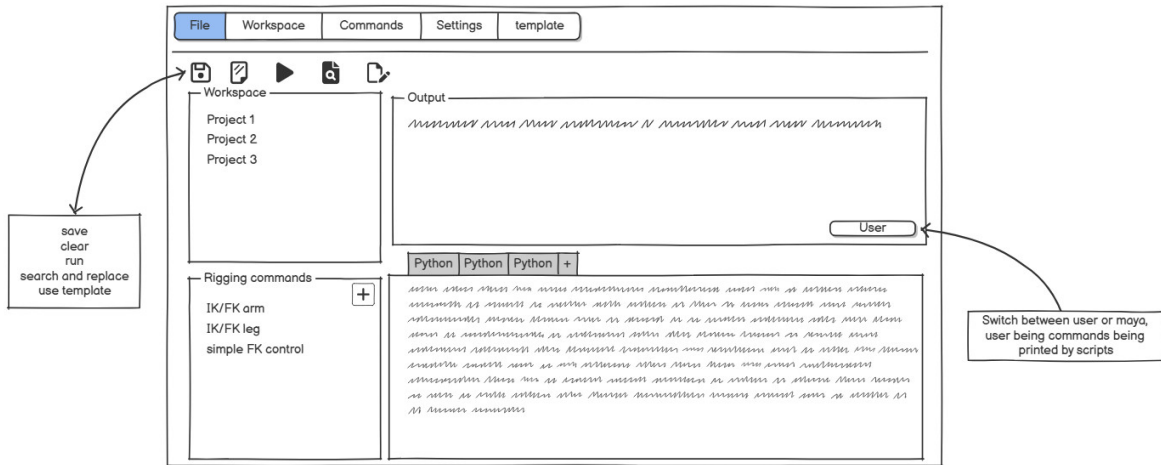 File Workspace Commands Settings template
Workspace
Project 1
Project 2
Project 3
Output
User
save
clear
run
search and replace
use template
Rigging commands
+
IK/FK arm
IK/FK leg
simple FK control
Python Python Python +
Switch between user or maya,
user being commands being
printed by scripts